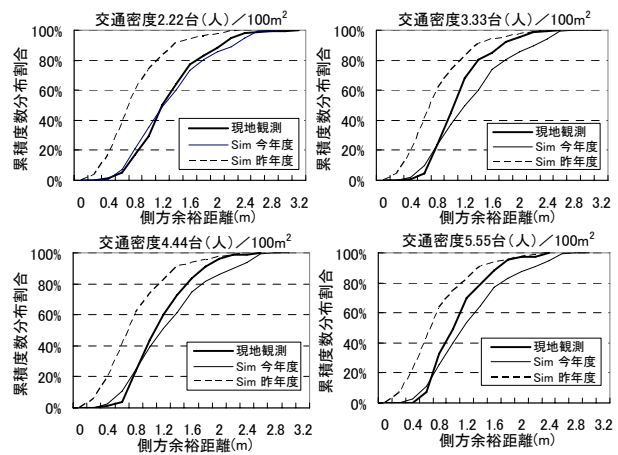 交通密度2.22台(人)/100m²
累積度数分布割合
100%
80%
60%
40%
20%
0%
現地観測
Sim 今年度
Sim 昨年度
0 0.4 0.8 1.2 1.6 2 2.4 2.8 3.2
側方余裕距離(m)
交通密度3.33台(人)/100m²
累積度数分布割合
100%
80%
60%
40%
20%
0%
現地観測
Sim 今年度
Sim 昨年度
0 0.4 0.8 1.2 1.6 2 2.4 2.8 3.2
側方余裕距離(m)
交通密度4.44台(人)/100m²
累積度数分布割合
100%
80%
60%
40%
20%
0%
現地観測
Sim 今年度
Sim 昨年度
0 0.4 0.8 1.2 1.6 2 2.4 2.8 3.2
側方余裕距離(m)
交通密度5.55台(人)/100m²
累積度数分布割合
100%
80%
60%
40%
20%
0%
現地観測
Sim 今年度
Sim 昨年度
0 0.4 0.8 1.2 1.6 2 2.4 2.8 3.2
側方余裕距離(m)